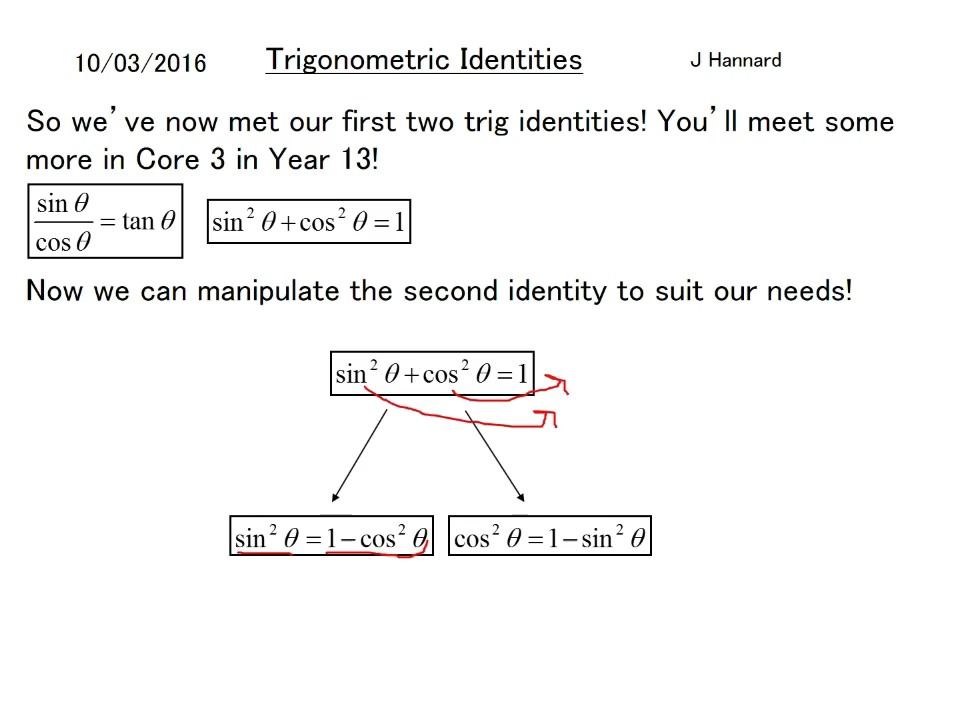 10/03/2016 Trigonometric Identities J Hannard
So we've now met our first two trig identities! You'll meet some
more in Core 3 in Year 13!
sin θ / cos θ = tan θ sin² θ + cos² θ = 1
Now we can manipulate the second identity to suit our needs!
sin² θ + cos² θ = 1
sin² θ = 1 − cos² θ cos² θ = 1 − sin² θ